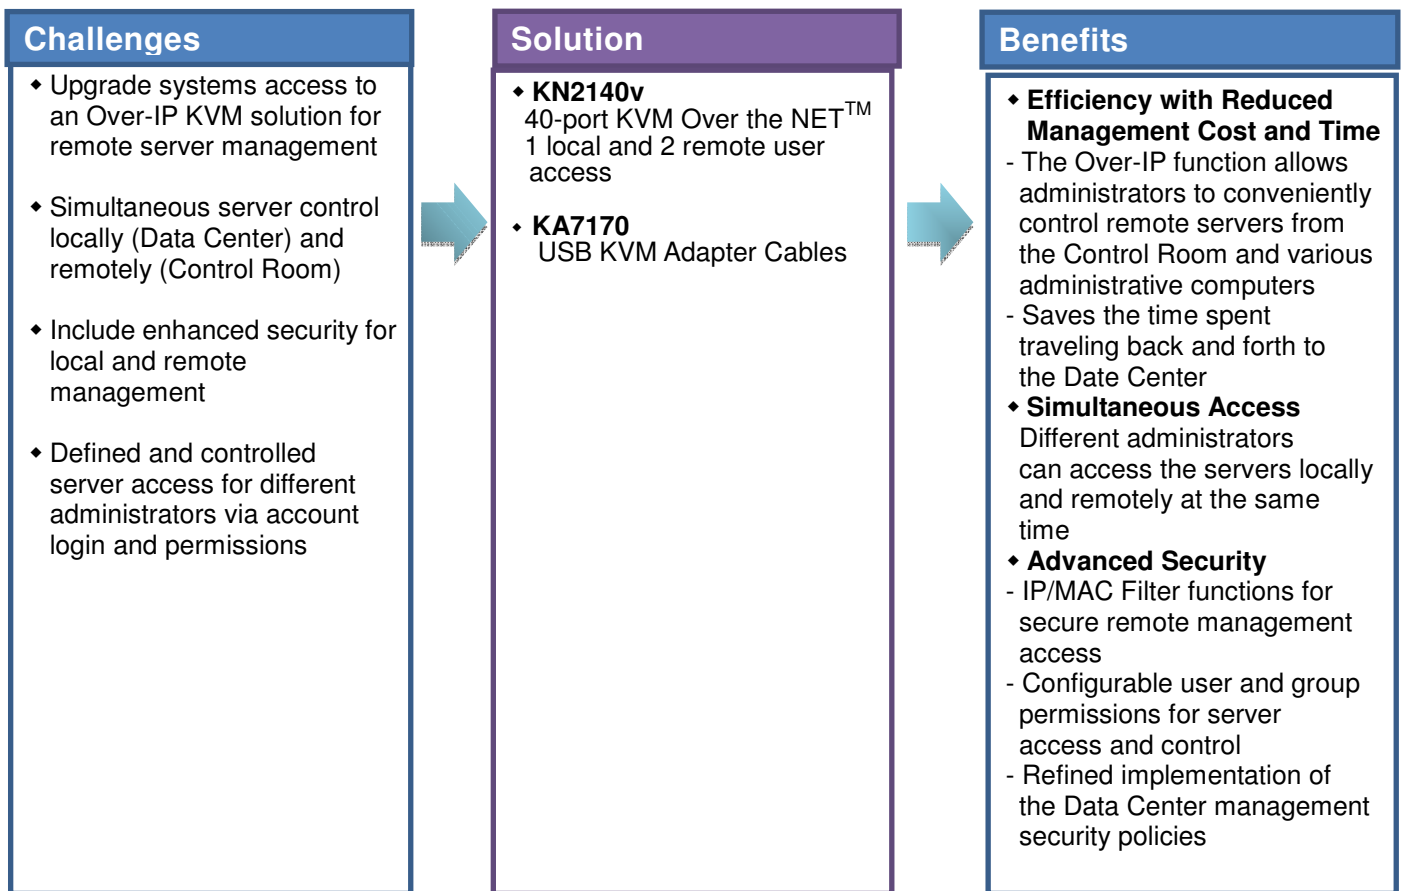 Challenges
◆ Upgrade systems access to
an Over-IP KVM solution for
remote server management
◆ Simultaneous server control
locally (Data Center) and
remotely (Control Room)
◆ Include enhanced security for
local and remote
management
◆ Defined and controlled
server access for different
administrators via account
login and permissions
Solution
◆ KN2140v
40-port KVM Over the NET™
1 local and 2 remote user
access
◆ KA7170
USB KVM Adapter Cables
Benefits
◆ Efficiency with Reduced
Management Cost and Time
- The Over-IP function allows
administrators to conveniently
control remote servers from
the Control Room and various
administrative computers
- Saves the time spent
traveling back and forth to
the Date Center
◆ Simultaneous Access
Different administrators
can access the servers locally
and remotely at the same
time
◆ Advanced Security
- IP/MAC Filter functions for
secure remote management
access
- Configurable user and group
permissions for server
access and control
- Refined implementation of
the Data Center management
security policies